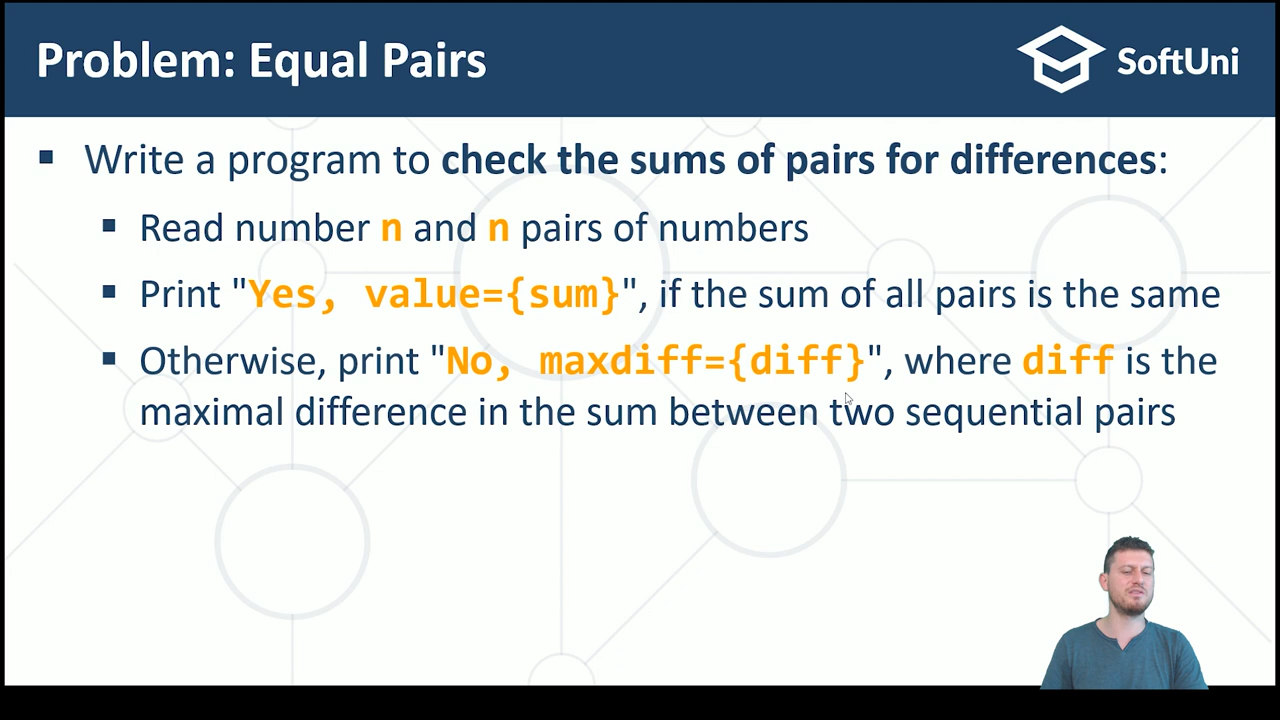 Problem: Equal Pairs
SoftUni
▪ Write a program to check the sums of pairs for differences:
▪ Read number n and n pairs of numbers
▪ Print "Yes, value={sum}", if the sum of all pairs is the same
▪ Otherwise, print "No, maxdiff={diff}", where diff is the
maximal difference in the sum between two sequential pairs